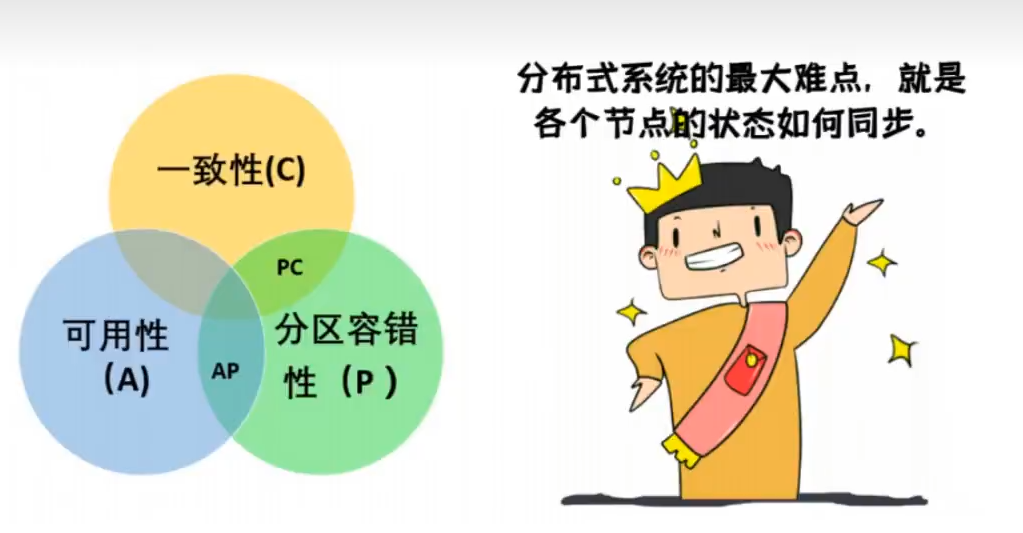 一致性(C)
PC
可用性
(A)
AP
分区容错
性（P ）
分布式系统的最大难点，就是
各个节点的状态如何同步。